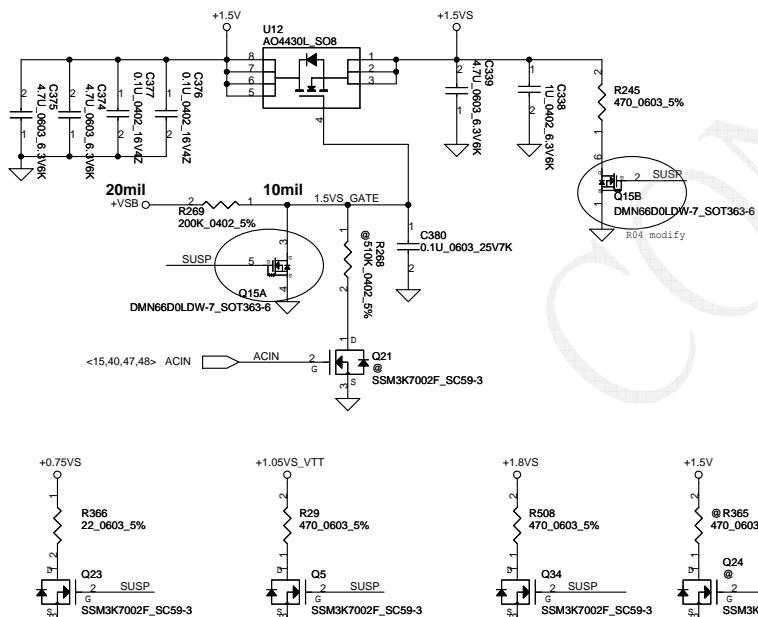 +1.5V
U12
AO4430L_SO8
+1.5VS
8
7
6
5
1
2
3
4
C375
4.7U_0603_6.3V6K
C374
4.7U_0603_6.3V6K
C377
0.1U_0402_16V4Z
C376
0.1U_0402_16V4Z
C339
4.7U_0603_6.3V6K
C338
1U_0402_6.3V6K
R245
470_0603_5%
SUSP
Q15B
DMN66D0LDW-7_SOT363-6
R04 modify
20mil
10mil
+VSB
R269
200K_0402_5%
1.5VS_GATE
SUSP
5
Q15A
DMN66D0LDW-7_SOT363-6
R268
@510K_0402_5%
C380
0.1U_0603_25V7K
<15,40,47,48> ACIN
ACIN
2
G
D
S
Q21
@
SSM3K7002F_SC59-3
+0.75VS
+1.05VS_VTT
+1.8VS
+1.5V
R366
22_0603_5%
R29
470_0603_5%
R508
470_0603_5%
@R365
470_0603
Q23
SUSP
SSM3K7002F_SC59-3
Q5
SUSP
SSM3K7002F_SC59-3
Q34
SUSP
SSM3K7002F_SC59-3
Q24
@
SSM3K
COM